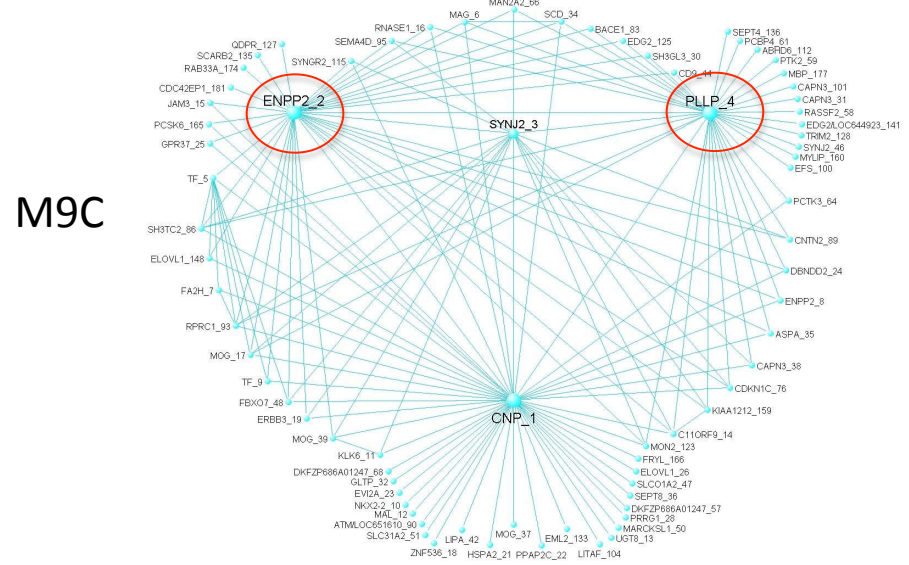 MAN2A2_66
MAG_6
SCD_34
RNASE1_16
BACE1_83
SEMA4D_95
EDG2_125
SYNGR2_115
SH3GL3_30
CD9_44
QDPR_127
SCARB2_135
RAB33A_174
CDC42EP1_181
ENPP2_2
JAM3_15
PCSK6_165
GPR37_25
SYNJ2_3
PLLP_4
SEPT4_136
PCBP4_61
ABHD6_112
PTK2_59
MBP_177
CAPN3_101
CAPN3_31
RASSF2_58
EDG2/LOC644923_141
TRIM2_128
SYNJ2_46
MYLIP_160
EFS_100
M9C
TF_5
SH3TC2_86
ELOVL1_148
FA2H_7
RPRC1_93
MOG_17
TF_9
FBXO7_48
ERBB3_19
MOG_39
KLK6_11
PCTK3_64
CNTN2_89
DBNDD2_24
ENPP2_8
ASPA_35
CAPN3_38
CDKN1C_76
KIAA1212_159
C11ORF9_14
MON2_123
CNP_1
DKFZP686A01247_68
GLTP_32
EVI2A_23
NKX2-2_10
MAL_12
ATM/LOC651610_90
SLC31A2_51
ZNF536_18
LIPA_42
HSPA2_21
MOG_37
PPAP2C_22
EML2_133
LITAF_104
FRYL_166
ELOVL1_26
SLCO1A2_47
SEPT8_36
DKFZP686A01247_57
PRRG1_28
MARCKSL1_50
UGT8_13